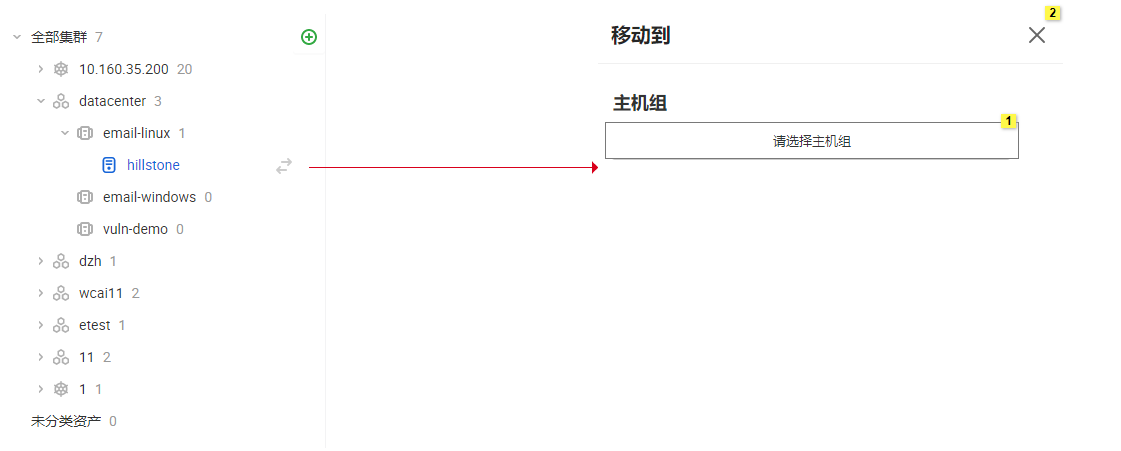 全部集群 7
10.160.35.200 20
datacenter 3
email-linux 1
hillstone
email-windows 0
vuln-demo 0
dzh 1
wcai11 2
etest 1
11 2
1 1
未分类资产 0
2
移动到
主机组
1
请选择主机组